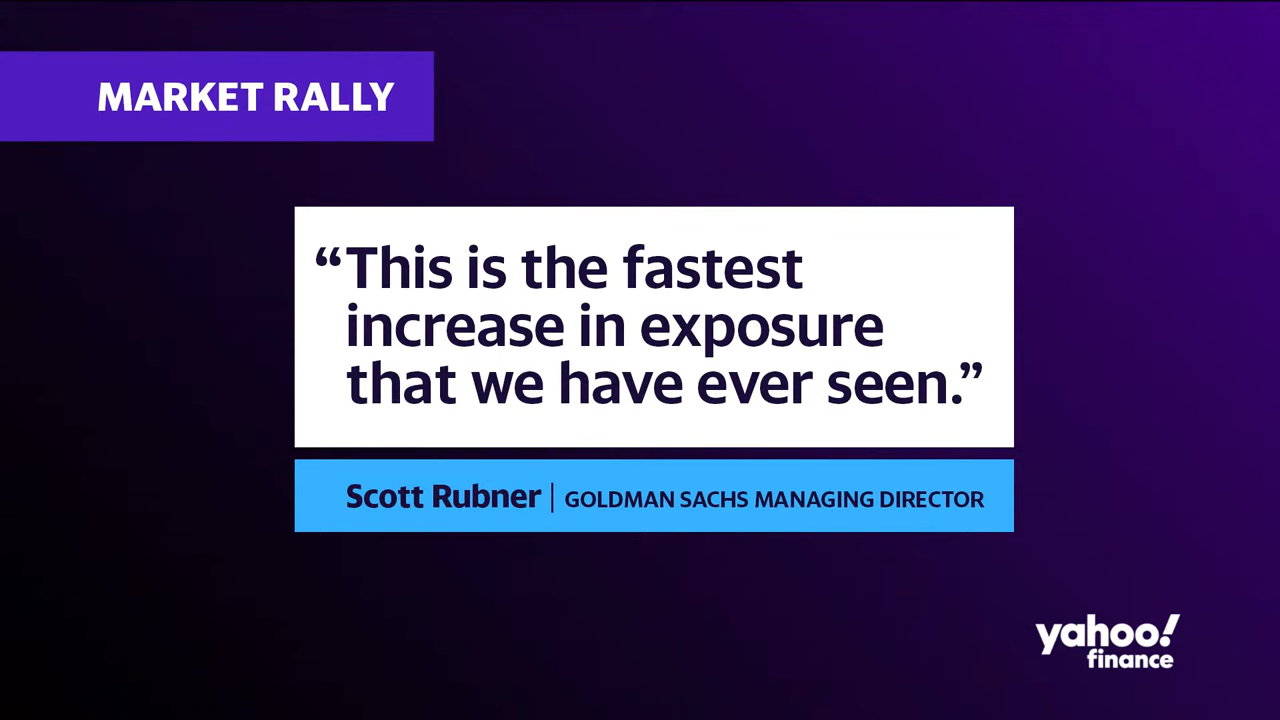 MARKET RALLY
“This is the fastest
increase in exposure
that we have ever seen.”
Scott Rubner | GOLDMAN SACHS MANAGING DIRECTOR
yahoo!
finance